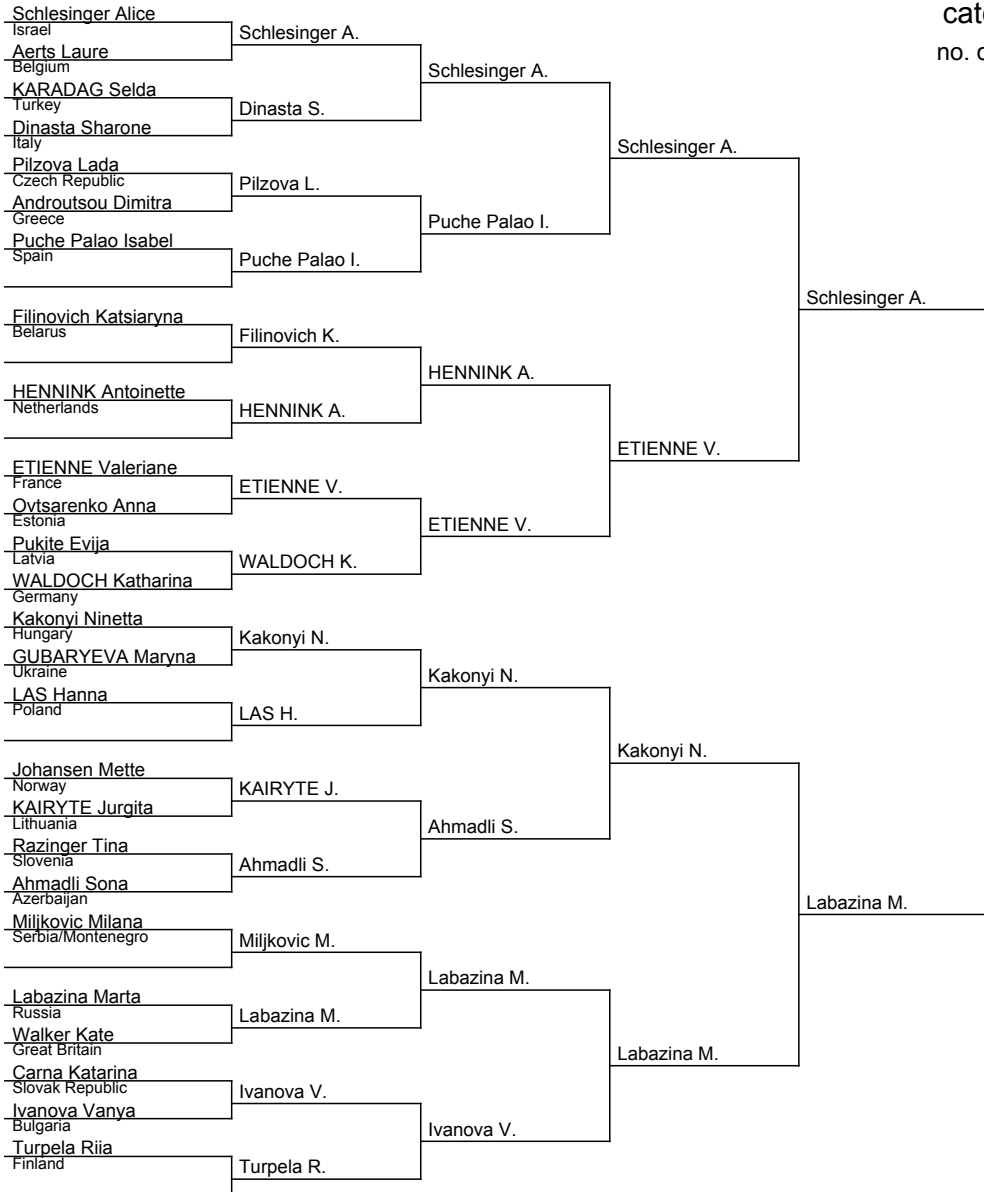 Schlesinger Alice
Israel
Aerts Laure
Belgium
KARADAG Selda
Turkey
Dinasta Sharone
Italy
Pilzova Lada
Czech Republic
Androutsou Dimitra
Greece
Puche Palao Isabel
Spain
Filinovich Katsiaryna
Belarus
HENNINK Antoinette
Netherlands
ETIENNE Valeriane
France
Ovtsarenko Anna
Estonia
Pukite Evija
Latvia
WALDOCH Katharina
Germany
Kakonyi Ninetta
Hungary
GUBARYEVA Maryna
Ukraine
LAS Hanna
Poland
Johansen Mette
Norway
KAIRYTE Jurgita
Lithuania
Razinger Tina
Slovenia
Ahmadli Sona
Azerbaijan
Miljkovic Milana
Serbia/Montenegro
Labazina Marta
Russia
Walker Kate
Great Britain
Carna Katarina
Slovak Republic
Ivanova Vanya
Bulgaria
Turpela Riia
Finland
Schlesinger A.
Dinasta S.
Pilzova L.
Puche Palao I.
Filinovich K.
HENNINK A.
ETIENNE V.
WALDOCH K.
Kakonyi N.
LAS H.
KAIRYTE J.
Ahmadli S.
Miljkovic M.
Labazina M.
Ivanova V.
Turpela R.
Schlesinger A.
Puche Palao I.
HENNINK A.
ETIENNE V.
Kakonyi N.
Ahmadli S.
Labazina M.
Ivanova V.
Schlesinger A.
ETIENNE V.
Kakonyi N.
Labazina M.
Schlesinger A.
Labazina M.
no.